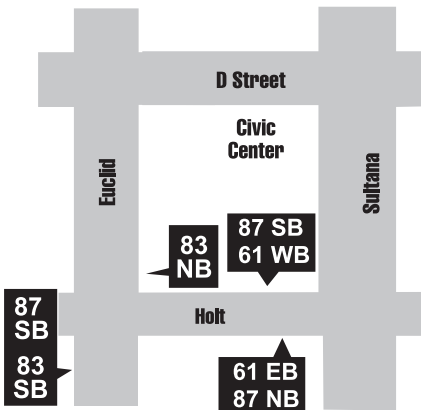 D Street
Civic
Center
Euclid
Sultana
83
NB
87 SB
61 WB
87
SB
83
SB
Holt
61 EB
87 NB